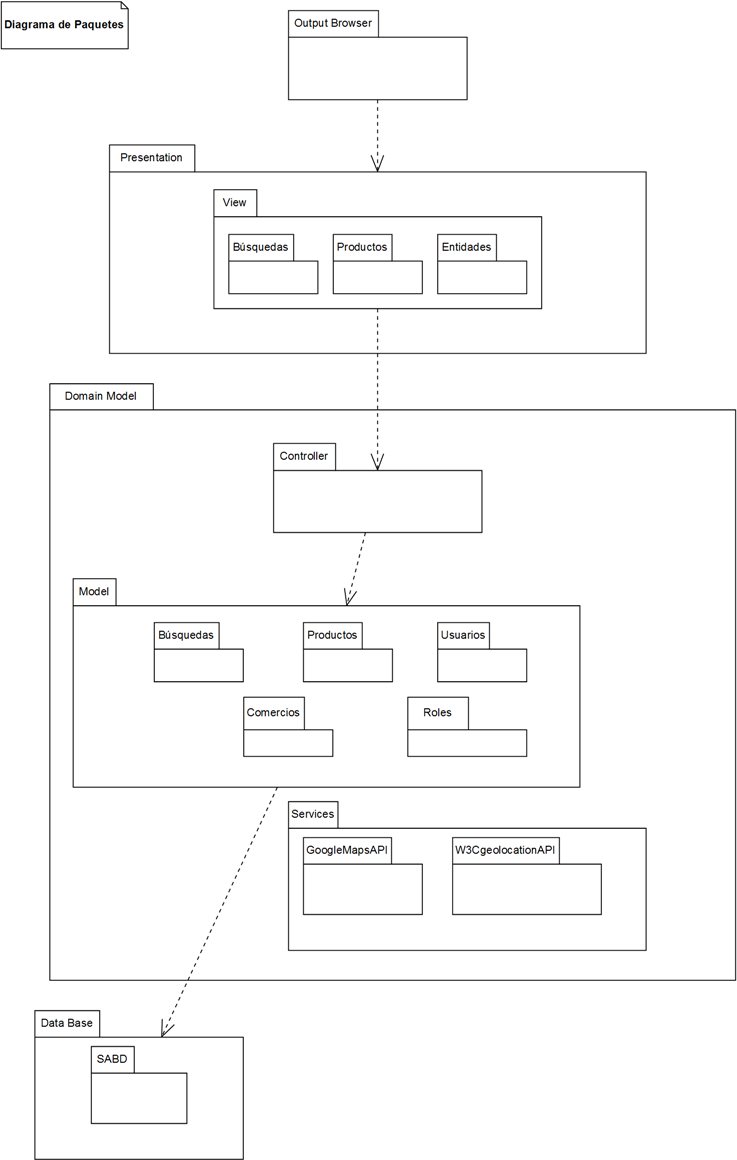 Diagrama de Paquetes
Output Browser
Presentation
View
Búsquedas
Productos
Entidades
Domain Model
Controller
Model
Búsquedas
Productos
Usuarios
Comercios
Roles
Services
GoogleMapsAPI
W3CgeolocationAPI
Data Base
SABD